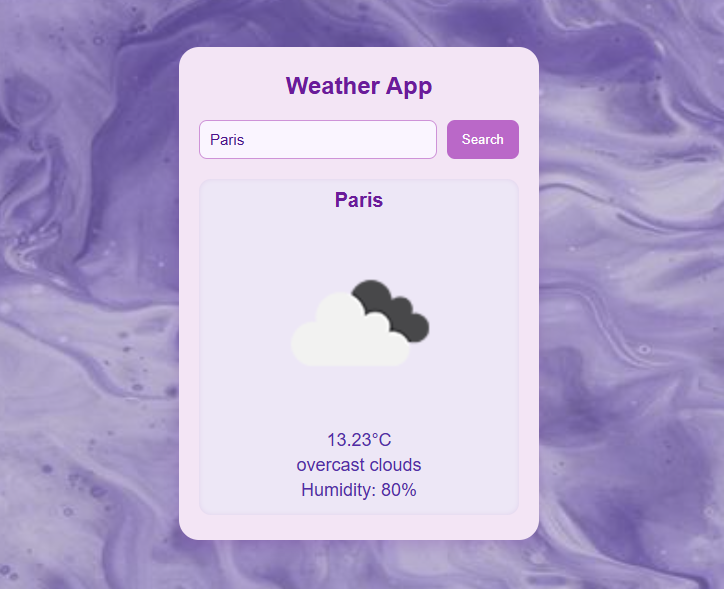 Weather App
Paris
Search
Paris
13.23°C
overcast clouds
Humidity: 80%